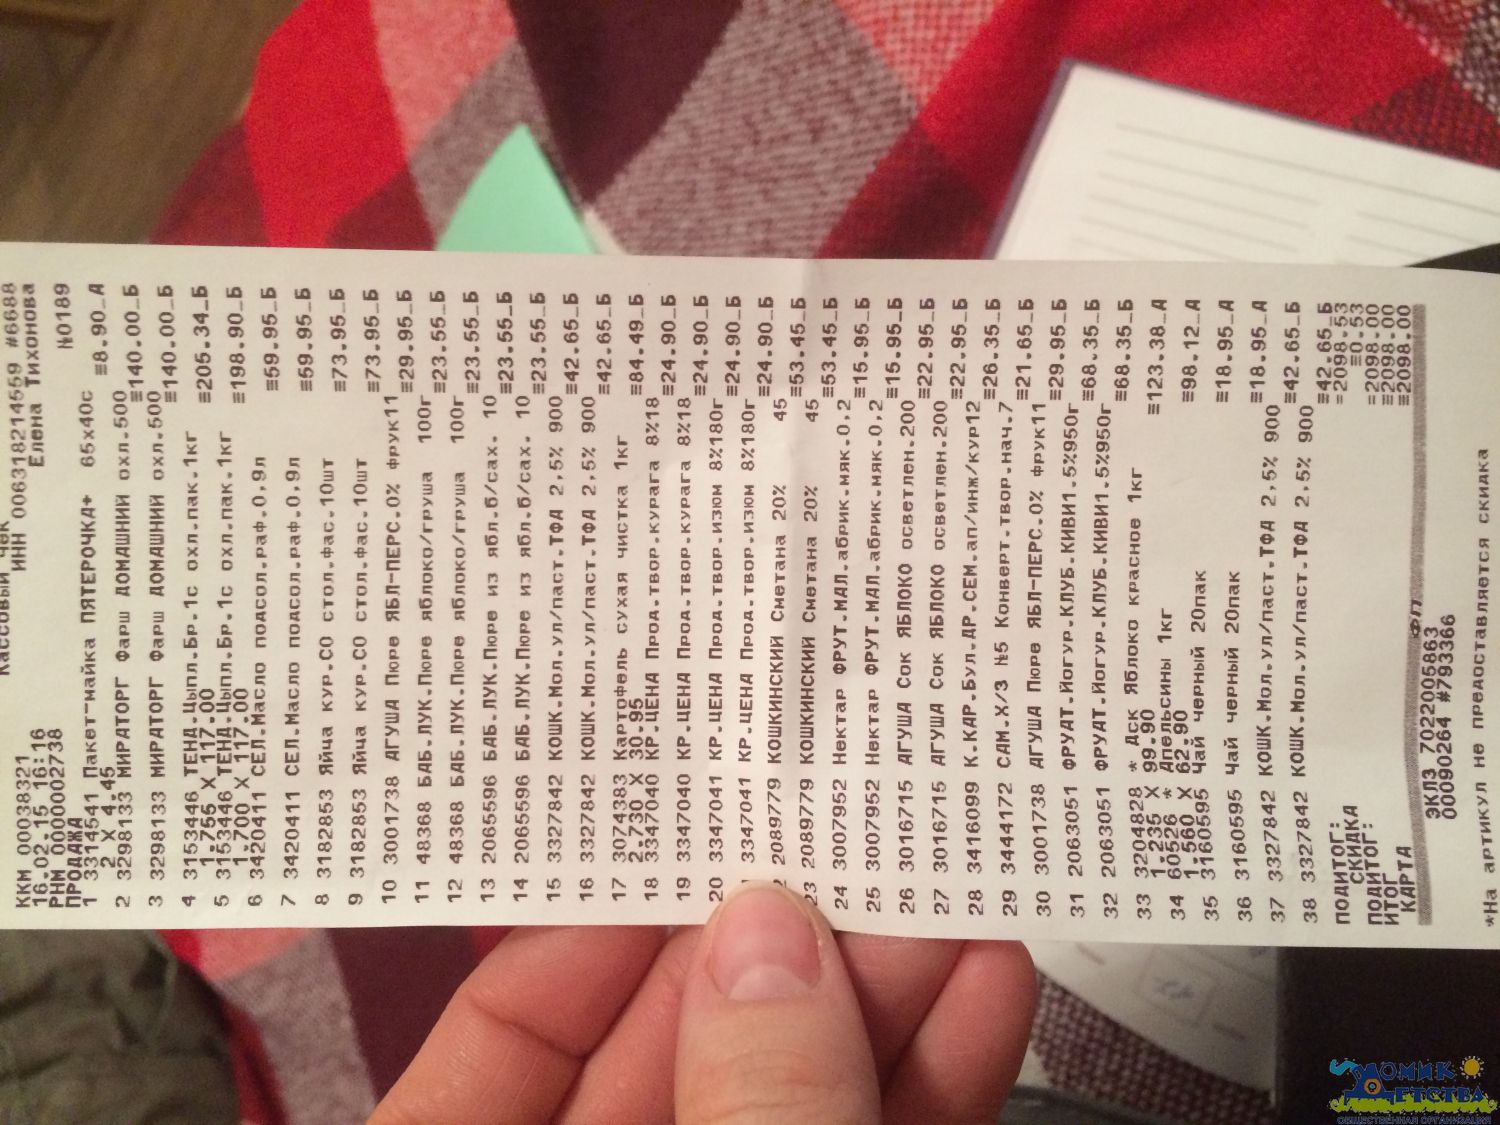 Кассовый чек
ККМ 00038321 ИНН 006318214559 #6688
16.02.15 16:16 Елена Тихонова
РНМ 0000002738
ПРОДАЖА №0189
1 3314541 Пакет-майка ПЯТЕРОЧКА+ 65х40с
2 X 4.45 ≡8.90_А
2 3298133 МИРАТОРГ Фарш ДОМАШНИЙ охл.500
≡140.00_Б
3 3298133 МИРАТОРГ Фарш ДОМАШНИЙ охл.500
≡140.00_Б
4 3153446 ТЕНД.Цыпл.Бр.1с охл.пак.1кг
1.755 X 117.00 ≡205.34_Б
5 3153446 ТЕНД.Цыпл.Бр.1с охл.пак.1кг
1.700 X 117.00 ≡198.90_Б
6 3420411 СЕЛ.Масло подсол.раф.0,9л
≡59.95_Б
7 3420411 СЕЛ.Масло подсол.раф.0,9л
≡59.95_Б
8 3182853 Яйца кур.СО стол.фас.10шт
≡73.95_Б
9 3182853 Яйца кур.СО стол.фас.10шт
≡73.95_Б
10 3001738 АГУША Пюре ЯБЛ-ПЕРС.0% фрук11
≡29.95_Б
11 48368 БАБ.ЛУК.Пюре яблоко/груша 100г
≡23.55_Б
12 48368 БАБ.ЛУК.Пюре яблоко/груша 100г
≡23.55_Б
13 2065596 БАБ.ЛУК.Пюре из ябл.б/сах. 10
≡23.55_Б
14 2065596 БАБ.ЛУК.Пюре из ябл.б/сах. 10
≡23.55_Б
15 3327842 КОШК.Мол.ул/паст.ТФА 2,5% 900
≡42.65_Б
16 3327842 КОШК.Мол.ул/паст.ТФА 2,5% 900
≡42.65_Б
17 3074383 Картофель сухая чистка 1кг
2.730 X 30.95 ≡84.49_Б
18 3347040 КР.ЦЕНА Прод.твор.курага 8%18
≡24.90_Б
19 3347040 КР.ЦЕНА Прод.твор.курага 8%18
≡24.90_Б
20 3347041 КР.ЦЕНА Прод.твор.изюм 8%180г
≡24.90_Б
3347041 КР.ЦЕНА Прод.твор.изюм 8%180г
≡24.90_Б
2089779 КОШКИНСКИЙ Сметана 20% 45
≡53.45_Б
23 2089779 КОШКИНСКИЙ Сметана 20% 45
≡53.45_Б
24 3007952 Нектар ФРУТ.МАЛ.абрик.мяк.0,2
≡15.95_Б
25 3007952 Нектар ФРУТ.МАЛ.абрик.мяк.0,2
≡15.95_Б
26 3016715 АГУША Сок ЯБЛОКО осветлен.200
≡22.95_Б
27 3016715 АГУША Сок ЯБЛОКО осветлен.200
≡22.95_Б
28 3416099 К.КАР.Бул.ДР.СЕМ.ап/инж/кур12
≡26.35_Б
29 3444172 САМ.Х/З №5 Конверт.твор.нач.7
≡21.65_Б
30 3001738 АГУША Пюре ЯБЛ-ПЕРС.0% фрук11
≡29.95_Б
31 2063051 ФРУАТ.Йогур.КЛУБ.КИВИ1.5%950г
≡68.35_Б
32 2063051 ФРУАТ.Йогур.КЛУБ.КИВИ1.5%950г
≡68.35_Б
33 3204828 * Дск Яблоко красное 1кг
1.235 X 99.90 ≡123.38_А
34 60526 * Апельсины 1кг
1.560 X 62.90 ≡98.12_А
35 3160595 Чай черный 20пак
≡18.95_А
36 3160595 Чай черный 20пак
≡18.95_А
37 3327842 КОШК.Мол.ул/паст.ТФА 2,5% 900
≡42.65_Б
38 3327842 КОШК.Мол.ул/паст.ТФА 2,5% 900
≡42.65_Б
ПОДИТОГ: =2098.53
СКИДКА ≡0.53
ПОДИТОГ: =2098.00
ИТОГ ≡2098.00
КАРТА ≡2098.00
ФП
ЭКЛЗ 7022005863
00090264 #793366
*На артикул не предоставляется скидка
ДОМИК
ДЕТСТВА
ОБЩЕСТВЕННАЯ ОРГАНИЗАЦИЯ